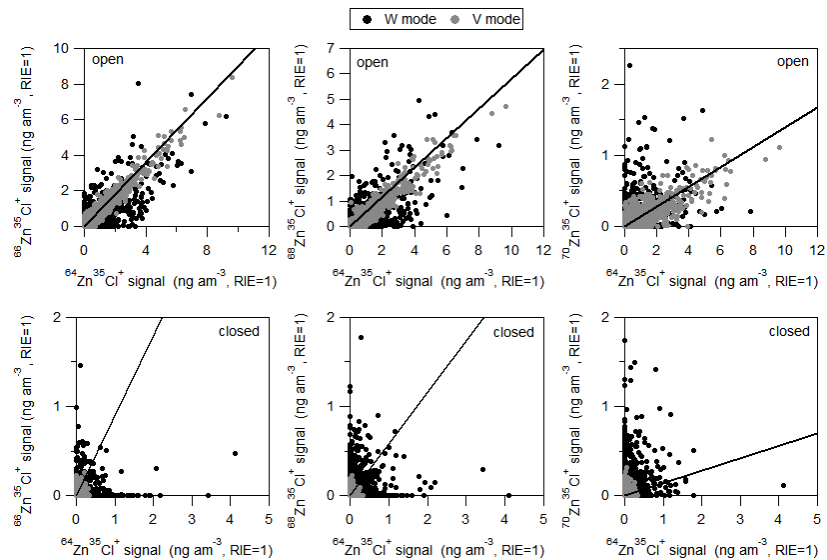 W mode V mode
10
8
6
4
2
0
0 4 8 12
open
⁶⁶Zn³⁵Cl⁺ signal (ng am⁻³, RIE=1)
⁶⁴Zn³⁵Cl⁺ signal (ng am⁻³, RIE=1)
7
6
5
4
3
2
1
0
0 2 4 6 8 10 12
open
⁶⁸Zn³⁵Cl⁺ signal (ng am⁻³, RIE=1)
⁶⁴Zn³⁵Cl⁺ signal (ng am⁻³, RIE=1)
2
1
0
0 2 4 6 8 10 12
open
⁷⁰Zn³⁵Cl⁺ signal (ng am⁻³, RIE=1)
⁶⁴Zn³⁵Cl⁺ signal (ng am⁻³, RIE=1)
2
1
0
0 1 2 3 4 5
closed
⁶⁶Zn³⁵Cl⁺ signal (ng am⁻³, RIE=1)
⁶⁴Zn³⁵Cl⁺ signal (ng am⁻³, RIE=1)
2
1
0
0 1 2 3 4 5
closed
⁶⁸Zn³⁵Cl⁺ signal (ng am⁻³, RIE=1)
⁶⁴Zn³⁵Cl⁺ signal (ng am⁻³, RIE=1)
2
1
0
0 1 2 3 4 5
closed
⁷⁰Zn³⁵Cl⁺ signal (ng am⁻³, RIE=1)
⁶⁴Zn³⁵Cl⁺ signal (ng am⁻³, RIE=1)